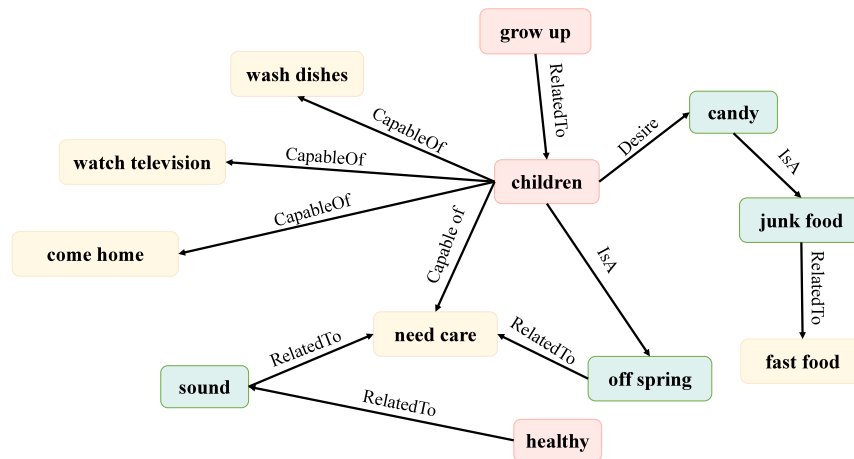 grow up
wash dishes
RelatedTo
candy
CapableOf
Desire
watch television
CapableOf
IsA
children
CapableOf
junk food
come home
Capable of
IsA
RelatedTo
need care
RelatedTo
RelatedTo
fast food
sound
off spring
RelatedTo
healthy